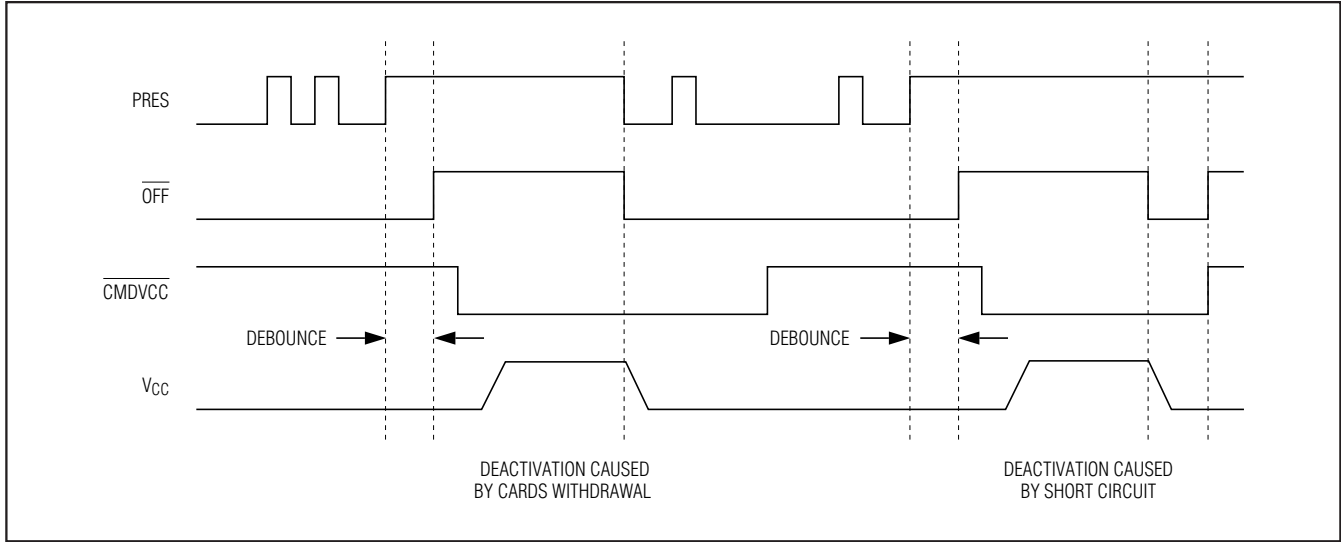 PRES
OFF
CMDVCC
DEBOUNCE
DEBOUNCE
VCC
DEACTIVATION CAUSED
BY CARDS WITHDRAWAL
DEACTIVATION CAUSED
BY SHORT CIRCUIT